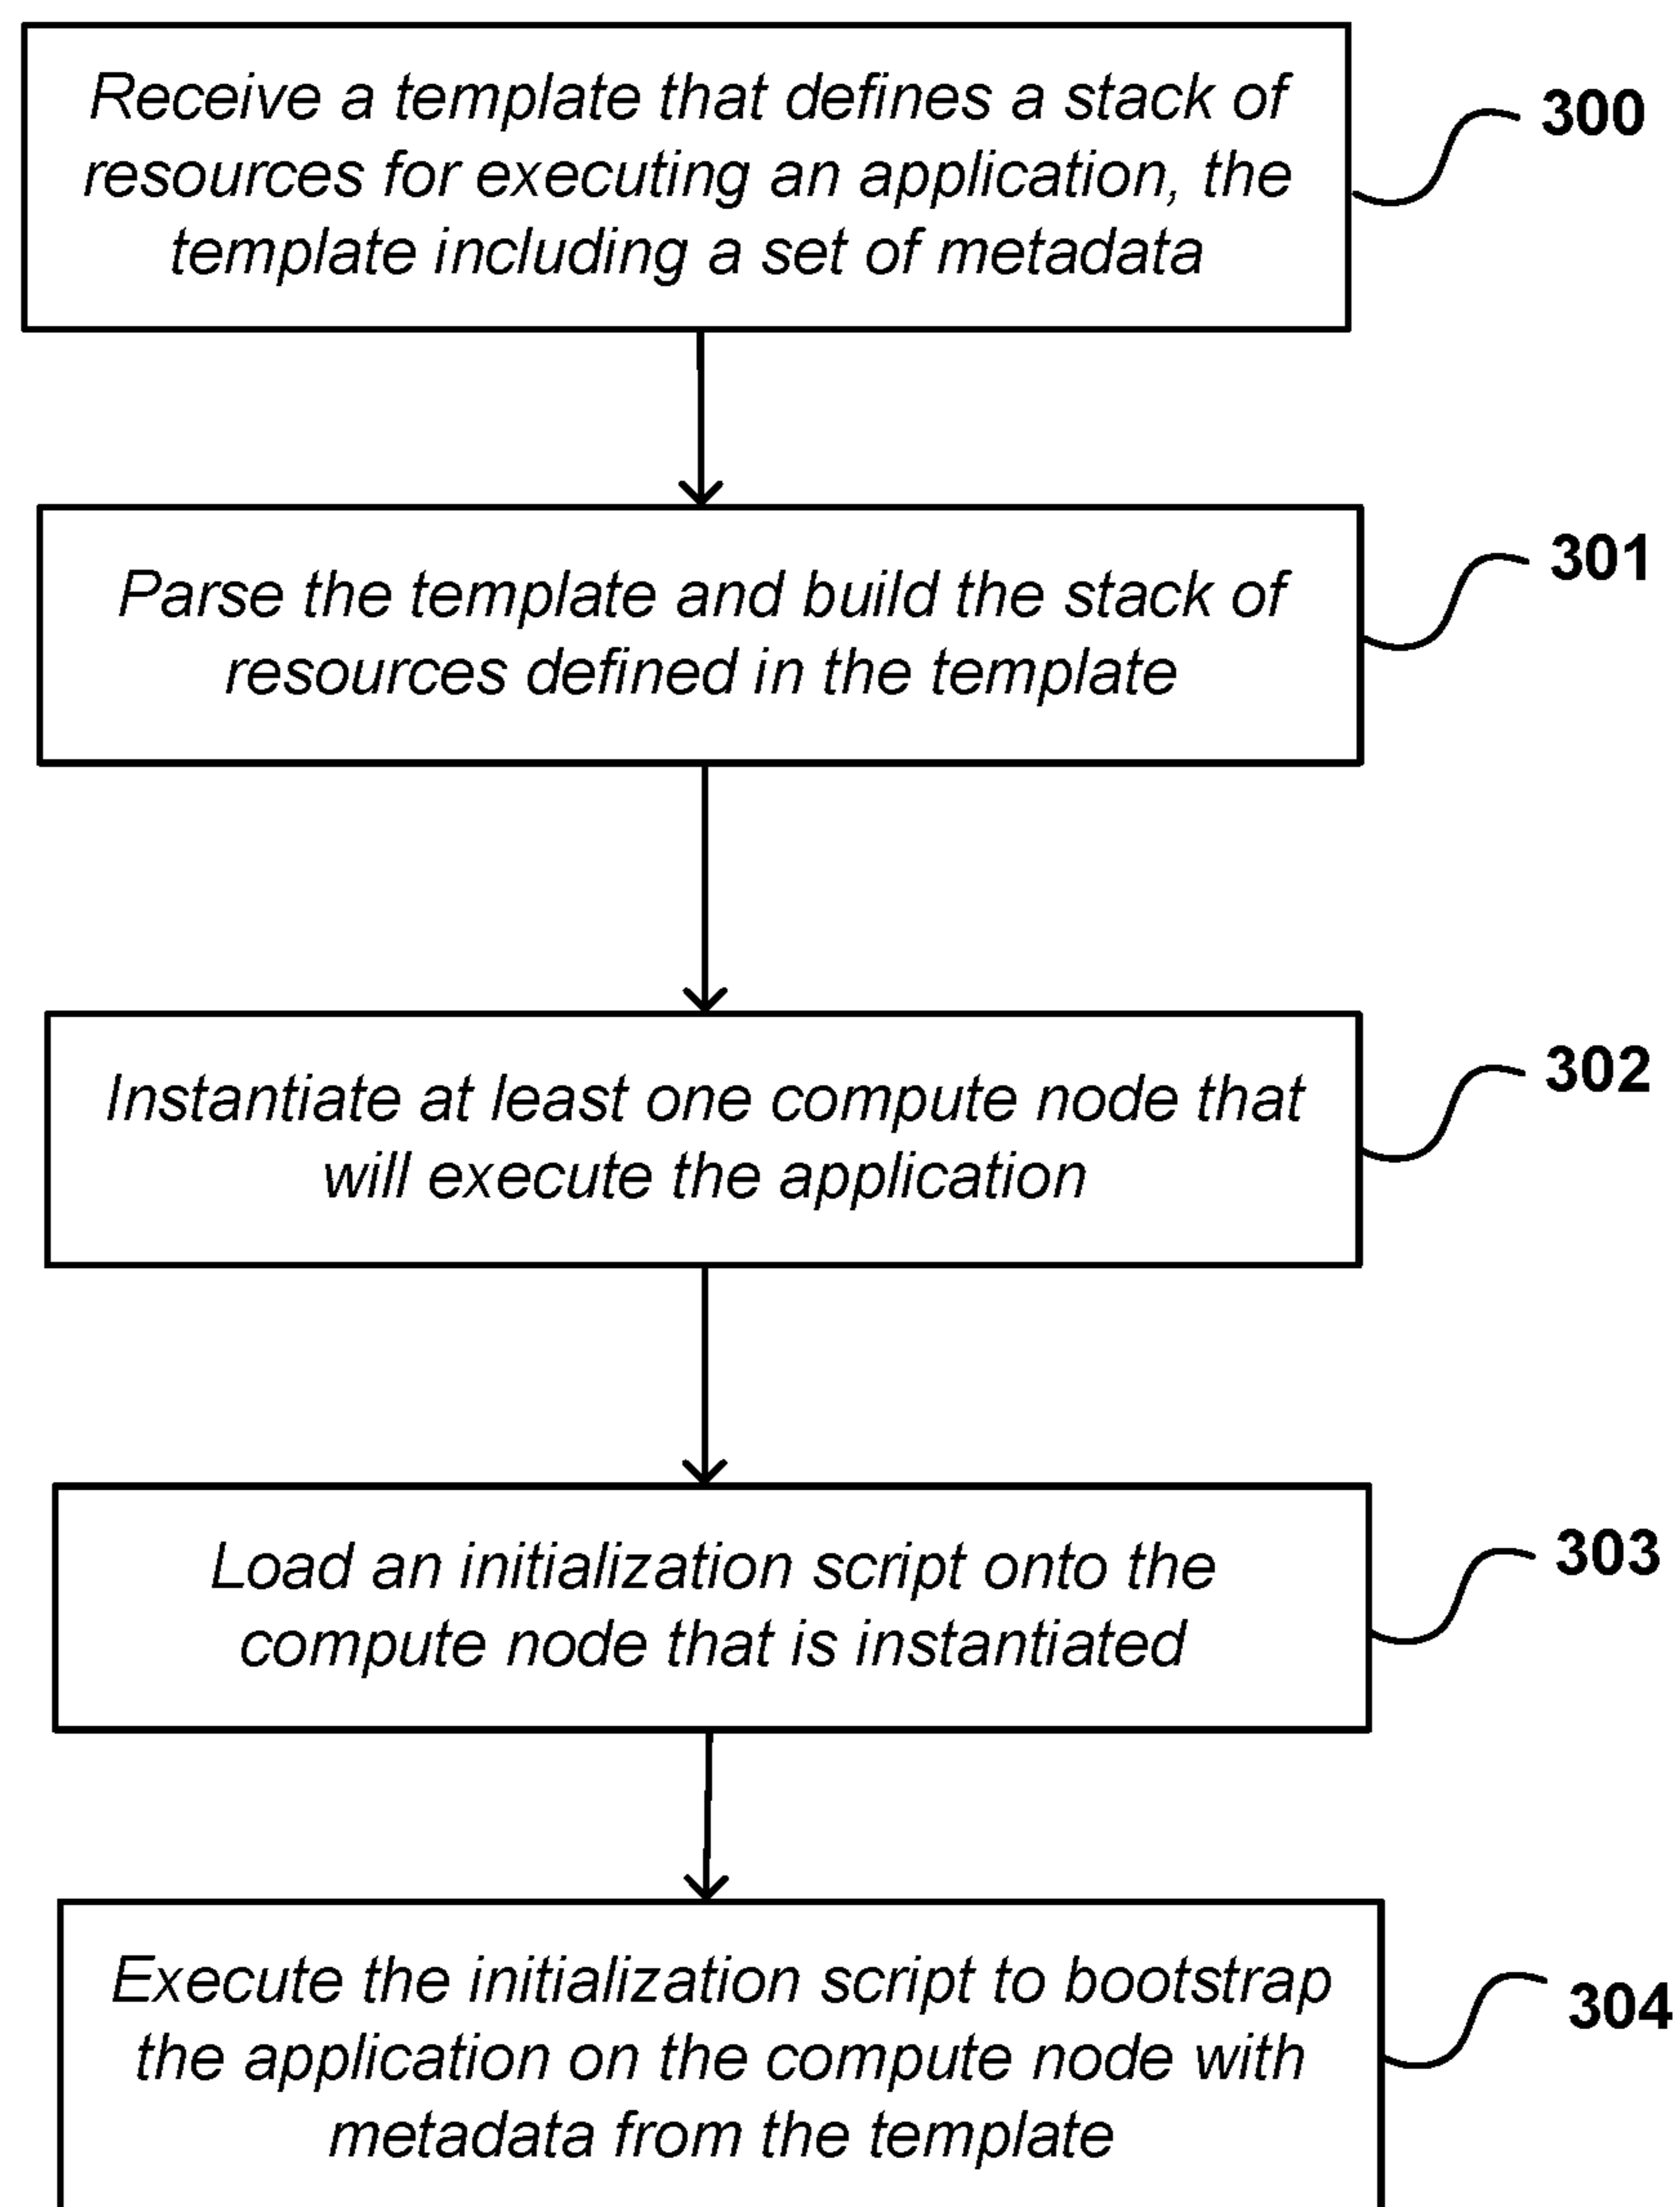 Receive a template that defines a stack of
resources for executing an application, the
template including a set of metadata
300
Parse the template and build the stack of
resources defined in the template
301
Instantiate at least one compute node that
will execute the application
302
Load an initialization script onto the
compute node that is instantiated
303
Execute the initialization script to bootstrap
the application on the compute node with
metadata from the template
304